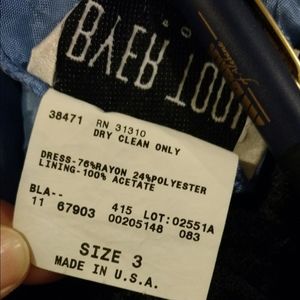 BYER TOO!
38471 RN 31310
DRY CLEAN ONLY
DRESS-76%RAYON 24%POLYESTER
LINING-100% ACETATE
BLA-- 415 LOT:02551A
11 67903 00205148 083
SIZE 3
MADE IN U.S.A.